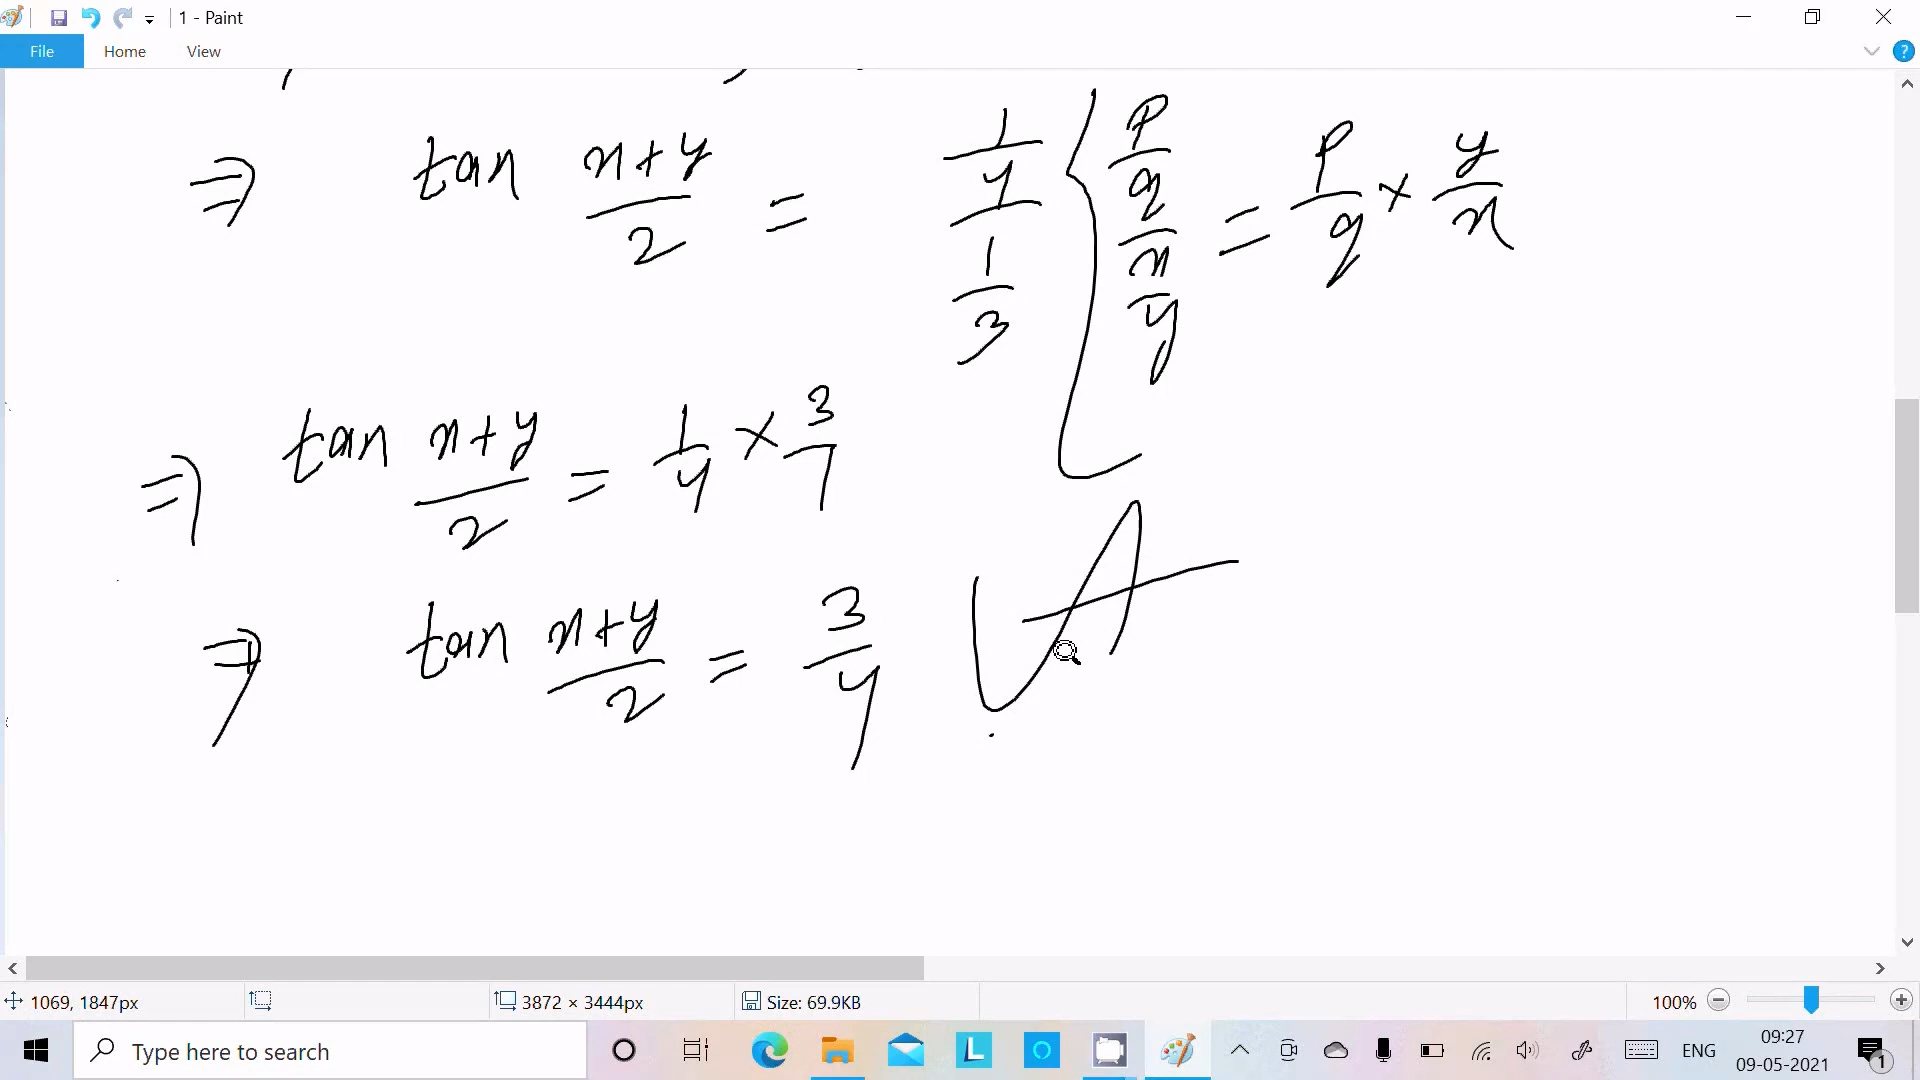 1 - Paint
File Home View
⇒ tan (x+y)/2 = (1/4)/(1/3) { (p/q)/(x/y) = p/q × y/x
⇒ tan (x+y)/2 = 1/4 × 3/1
⇒ tan (x+y)/2 = 3/4
1069, 1847px 3872 × 3444px Size: 69.9KB 100%
Type here to search
L
ENG
09:27
09-05-2021
1